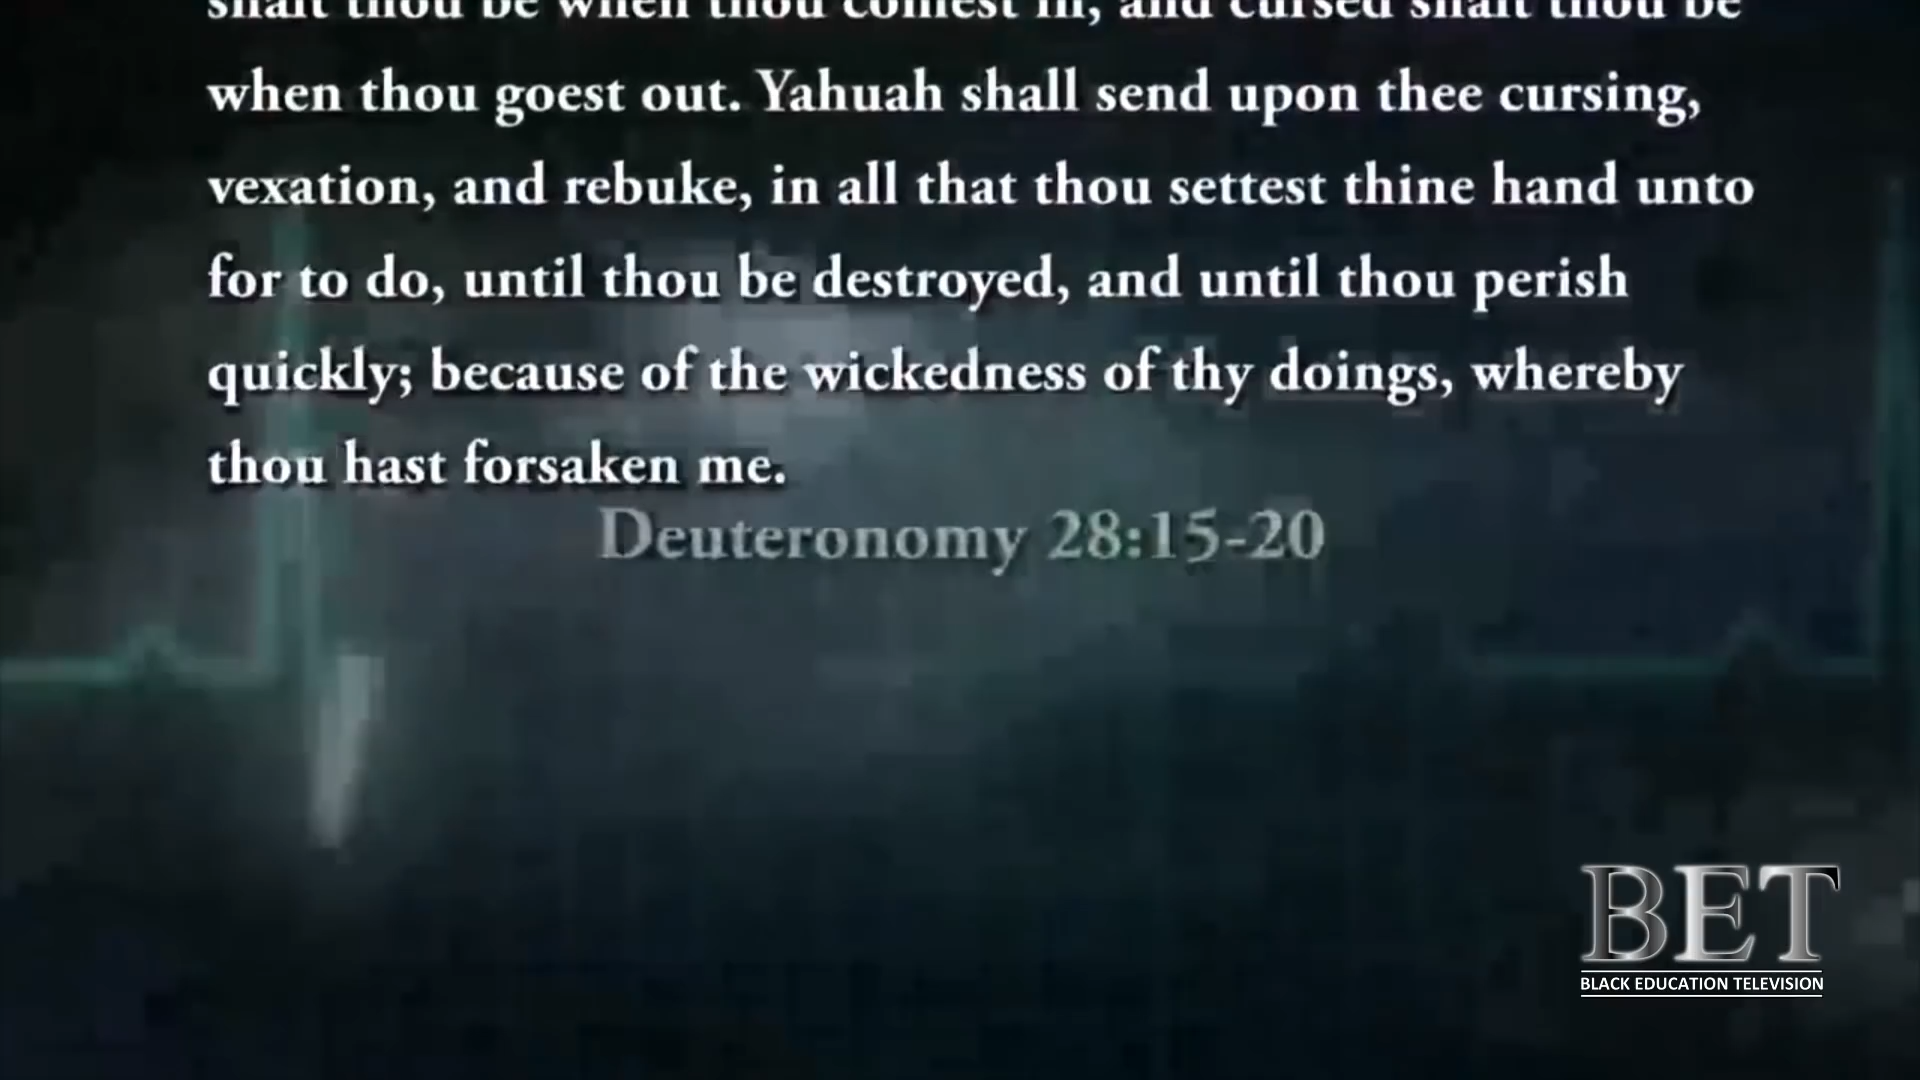 shalt thou be when thou comest in, and cursed shalt thou be
when thou goest out. Yahuah shall send upon thee cursing,
vexation, and rebuke, in all that thou settest thine hand unto
for to do, until thou be destroyed, and until thou perish
quickly; because of the wickedness of thy doings, whereby
thou hast forsaken me.
Deuteronomy 28:15-20
BET
BLACK EDUCATION TELEVISION